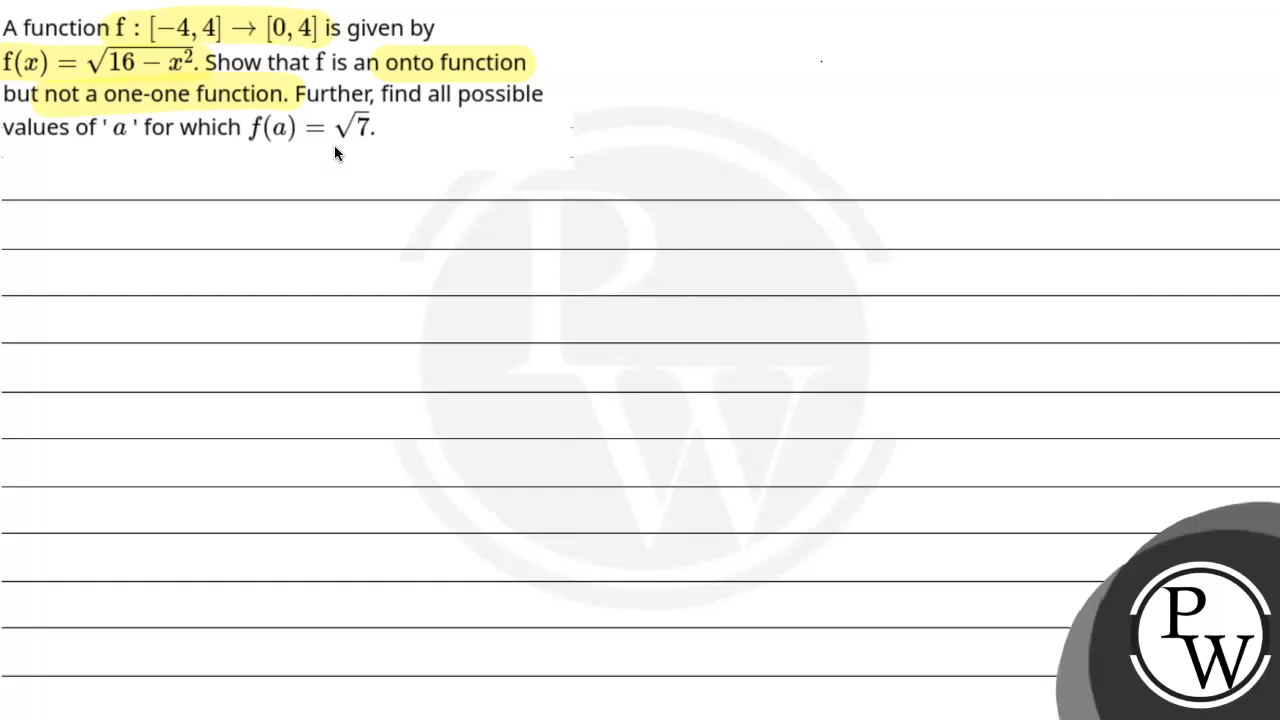 A function f : [−4, 4] → [0, 4] is given by
f(x) = √(16 − x²). Show that f is an onto function
but not a one-one function. Further, find all possible
values of ' a ' for which f(a) = √7.
P
W
P
W